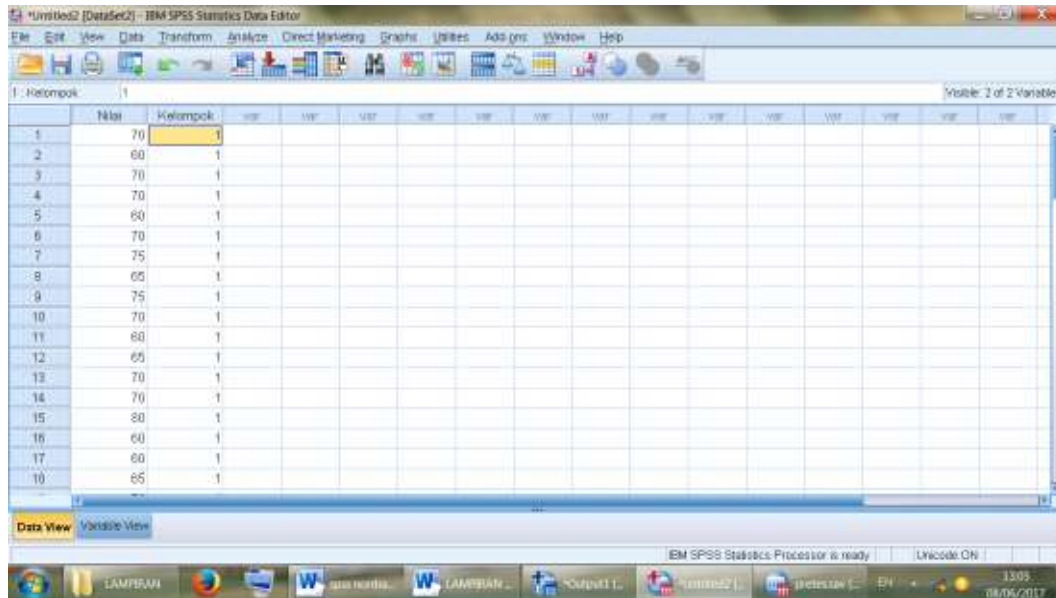 *Untitled2 [DataSet2] - IBM SPSS Statistics Data Editor
File Edit View Data Transform Analyze Direct Marketing Graphs Utilities Add-ons Window Help
1 : Kelompok 1 Visible: 2 of 2 Variable
Nilai Kelompok var var var var var var var var var var var var var
1 70 1
2 60 1
3 70 1
4 70 1
5 60 1
6 70 1
7 75 1
8 65 1
9 75 1
10 70 1
11 60 1
12 65 1
13 70 1
14 70 1
15 80 1
16 60 1
17 60 1
18 65 1
Data View Variable View
IBM SPSS Statistics Processor is ready Unicode:ON
LAMPIRAN LAMPIRAN ... *Output1 [... *Untitled2 [... EN 13:05
08/06/2017